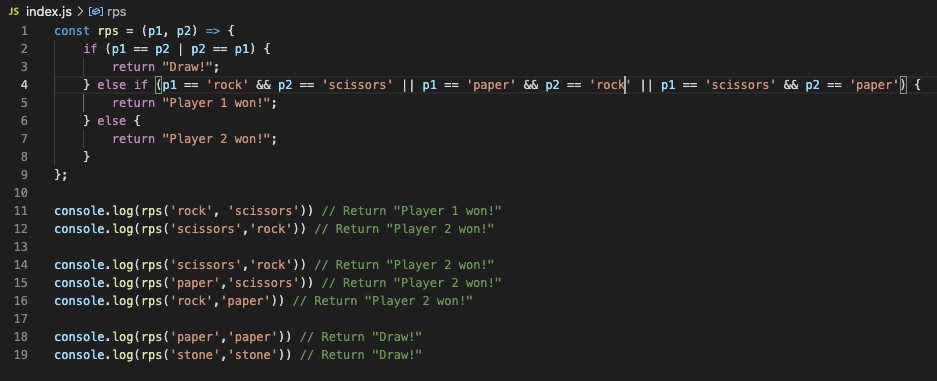 JS index.js > rps
1 const rps = (p1, p2) => {
2     if (p1 == p2 | p2 == p1) {
3         return "Draw!";
4     } else if (p1 == 'rock' && p2 == 'scissors' || p1 == 'paper' && p2 == 'rock' || p1 == 'scissors' && p2 == 'paper') {
5         return "Player 1 won!";
6     } else {
7         return "Player 2 won!";
8     }
9 };
10
11 console.log(rps('rock', 'scissors')) // Return "Player 1 won!"
12 console.log(rps('scissors','rock')) // Return "Player 2 won!"
13
14 console.log(rps('scissors','rock')) // Return "Player 2 won!"
15 console.log(rps('paper','scissors')) // Return "Player 2 won!"
16 console.log(rps('rock','paper')) // Return "Player 2 won!"
17
18 console.log(rps('paper','paper')) // Return "Draw!"
19 console.log(rps('stone','stone')) // Return "Draw!"